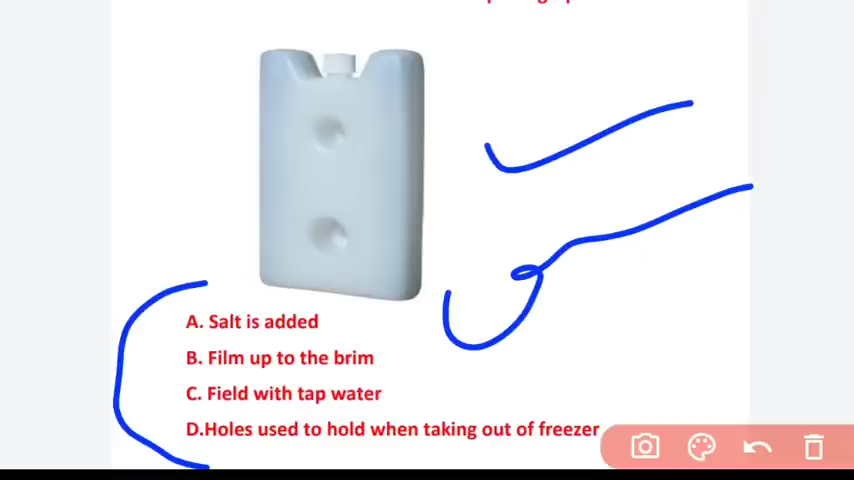 A. Salt is added
B. Film up to the brim
C. Field with tap water
D.Holes used to hold when taking out of freezer